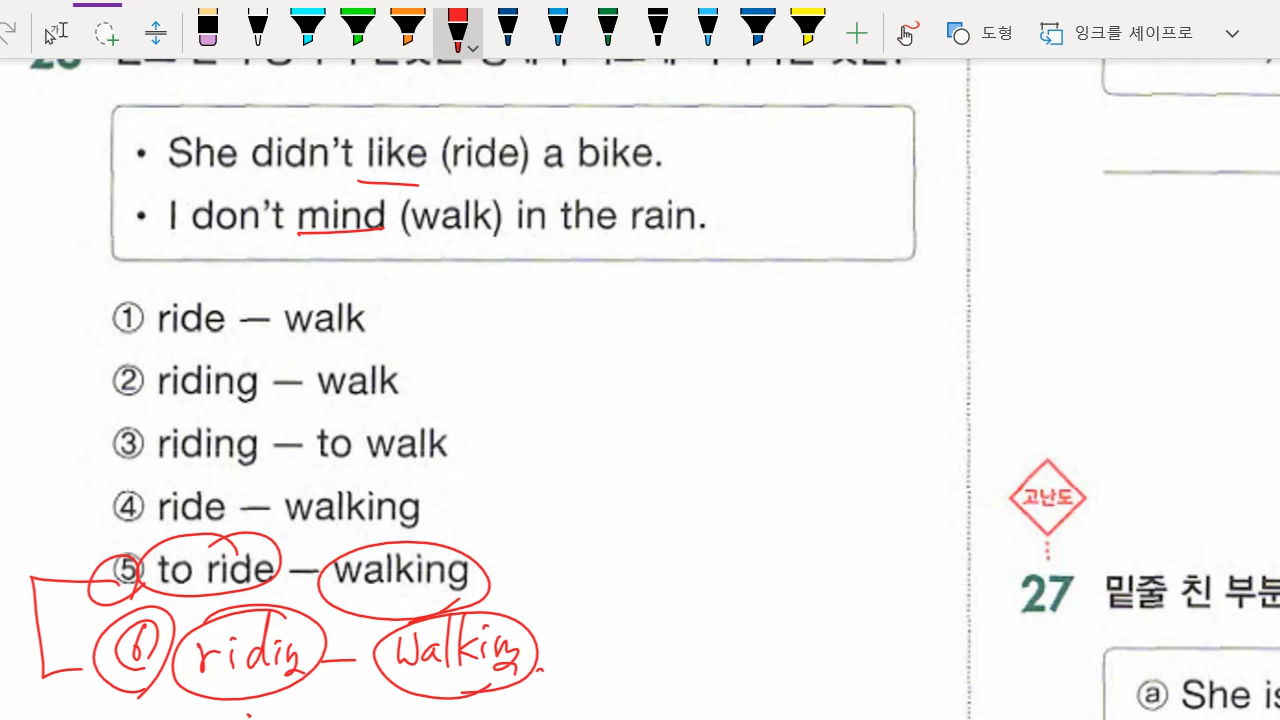 도형
잉크를 셰이프로
• She didn't like (ride) a bike.
• I don't mind (walk) in the rain.
① ride – walk
② riding – walk
③ riding – to walk
④ ride – walking
⑤ to ride – walking
⑥ riding – walking.
고난도
27 밑줄 친 부분
ⓐ She is